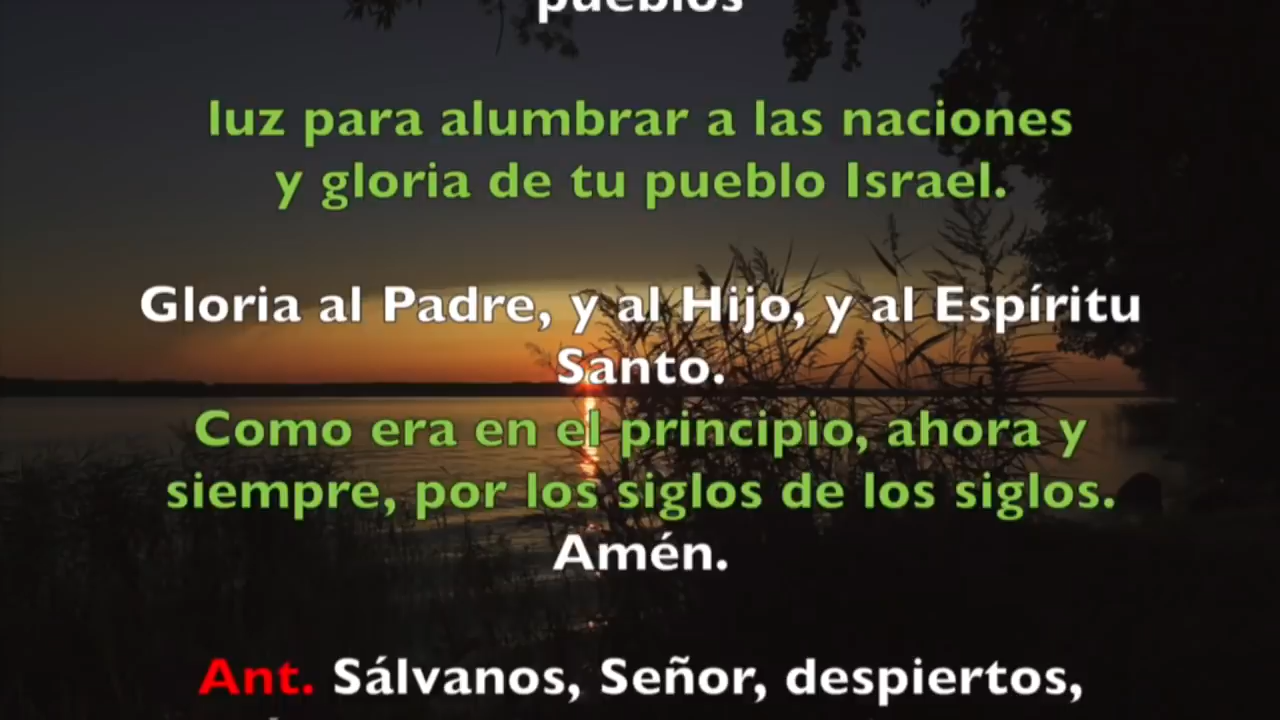 pueblos
luz para alumbrar a las naciones
y gloria de tu pueblo Israel.
Gloria al Padre, y al Hijo, y al Espíritu
Santo.
Como era en el principio, ahora y
siempre, por los siglos de los siglos.
Amén.
Ant. Sálvanos, Señor, despiertos,